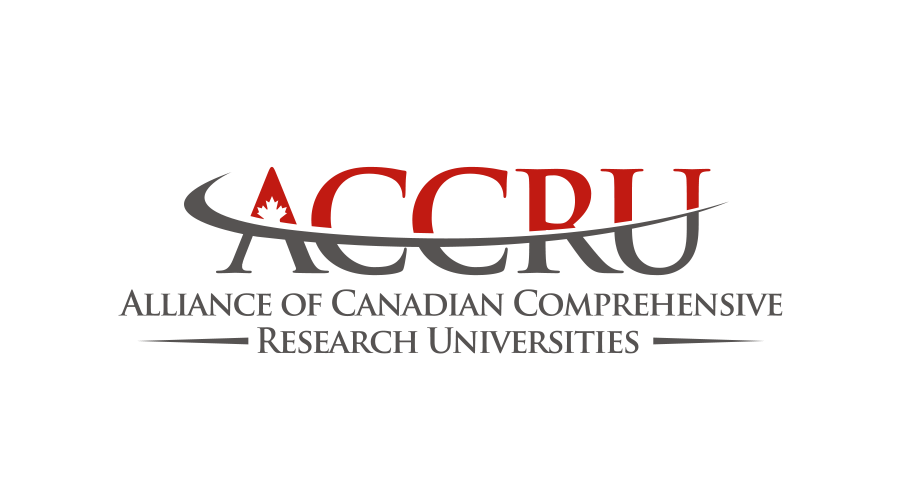 ACCRU
Alliance of Canadian Comprehensive
Research Universities